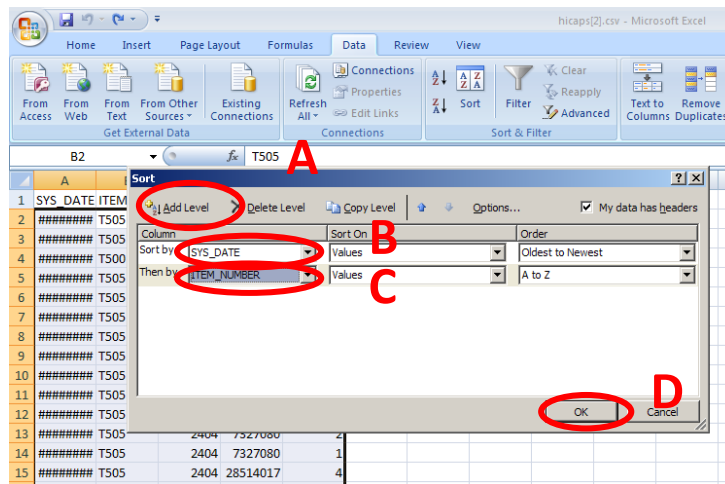 hicaps[2].csv - Microsoft Excel
Home Insert Page Layout Formulas Data Review View
From Access
From Web
From Text
From Other Sources
Existing Connections
Get External Data
Refresh All
Connections
Properties
Edit Links
Connections
Sort
Filter
Clear
Reapply
Advanced
Sort & Filter
Text to Columns
Remove Duplicates
B2 fx T505
A
Sort
Add Level Delete Level Copy Level Options... My data has headers
Column Sort On Order
B
Sort by SYS_DATE Values Oldest to Newest
C
Then by ITEM_NUMBER Values A to Z
D
OK Cancel
A
1 SYS_DATE ITEM
2 ######## T505
3 ######## T505
4 ######## T500
5 ######## T505
6 ######## T505
7 ######## T505
8 ######## T505
9 ######## T505
10 ######## T505
11 ######## T505
12 ######## T505
13 ######## T505 2404 7327080 2
14 ######## T505 2404 7327080 1
15 ######## T505 2404 28514017 4